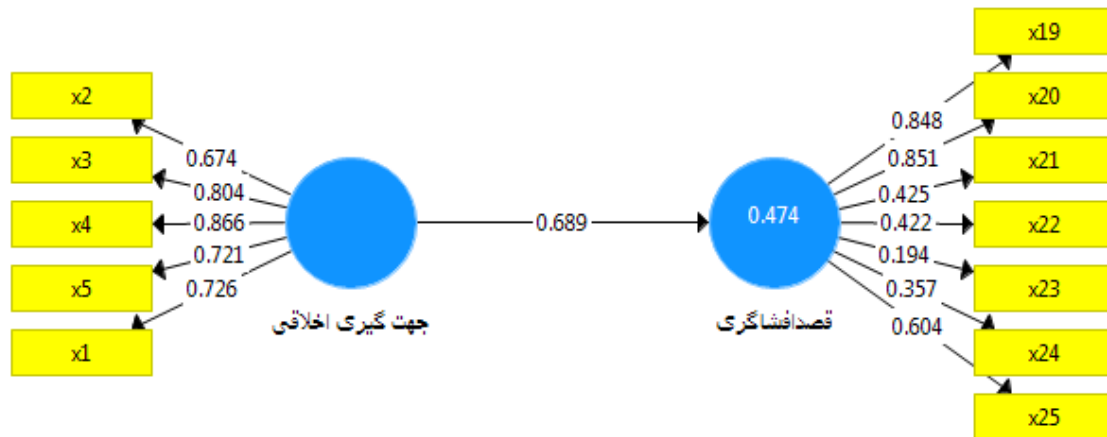 x2
x3
x4
x5
x1
0.674
0.804
0.866
0.721
0.726
جهت گیری اخلاقی
0.689
0.474
قصدافشاگری
0.848
0.851
0.425
0.422
0.194
0.357
0.604
x19
x20
x21
x22
x23
x24
x25